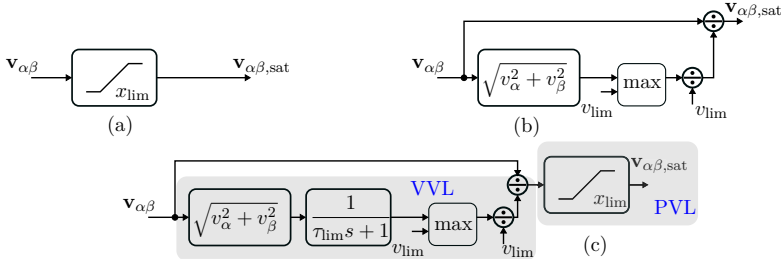 v_{αβ} x_{lim} v_{αβ,sat}
(a)
v_{αβ} \sqrt{v_α^2 + v_β^2} v_{lim} max v_{lim} v_{αβ,sat}
(b)
v_{αβ} \sqrt{v_α^2 + v_β^2} \frac{1}{τ_{lim}s + 1} VVL v_{lim} max v_{lim}
x_{lim} v_{αβ,sat} PVL
(c)